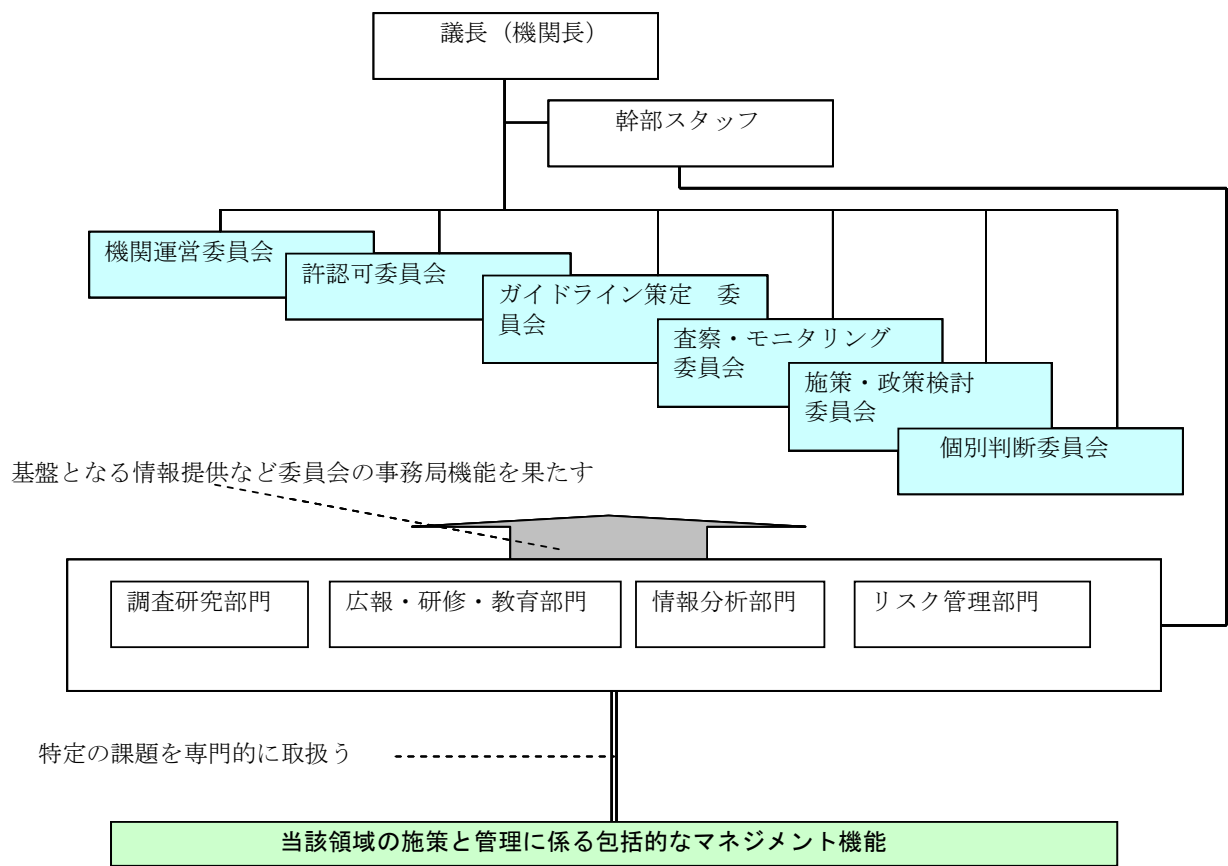 議長（機関長）
幹部スタッフ
機関運営委員会
許認可委員会
ガイドライン策定　委
員会
査察・モニタリング
委員会
施策・政策検討
委員会
個別判断委員会
基盤となる情報提供など委員会の事務局機能を果たす
調査研究部門
広報・研修・教育部門
情報分析部門
リスク管理部門
特定の課題を専門的に取扱う
当該領域の施策と管理に係る包括的なマネジメント機能